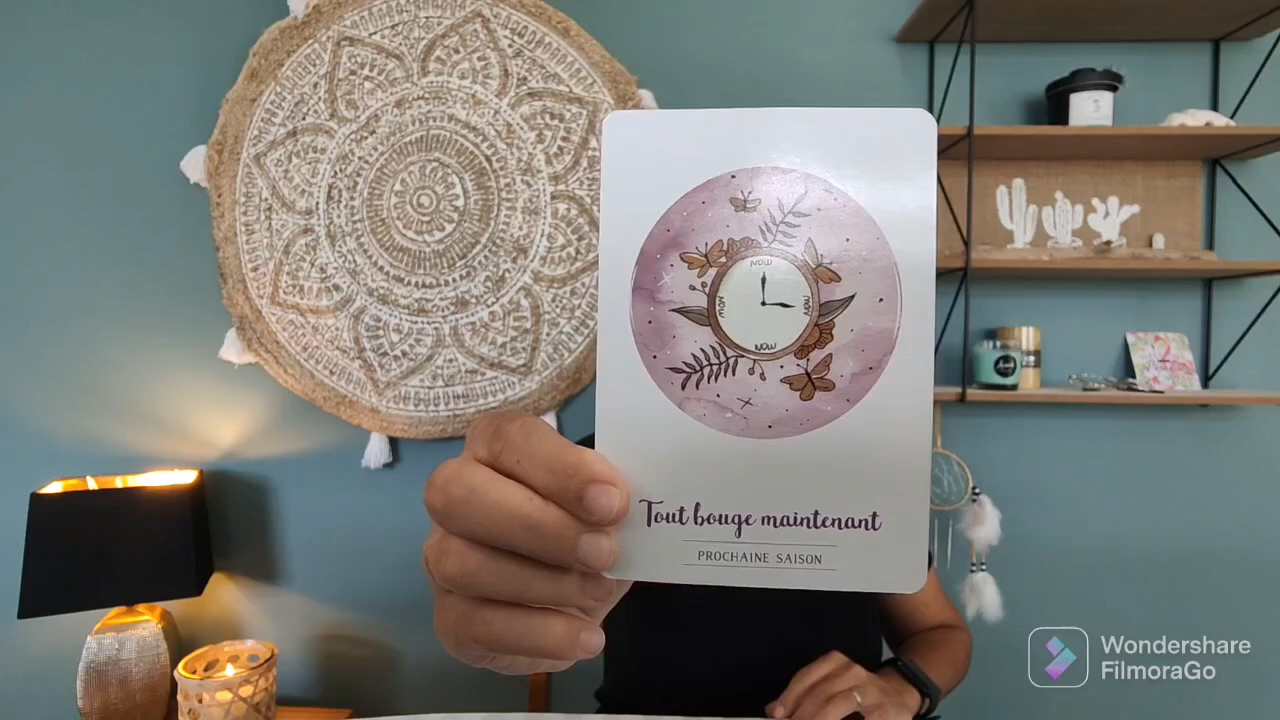 NOW
NOW
NOW
NOW
Tout bouge maintenant
PROCHAINE SAISON
Wondershare
FilmoraGo